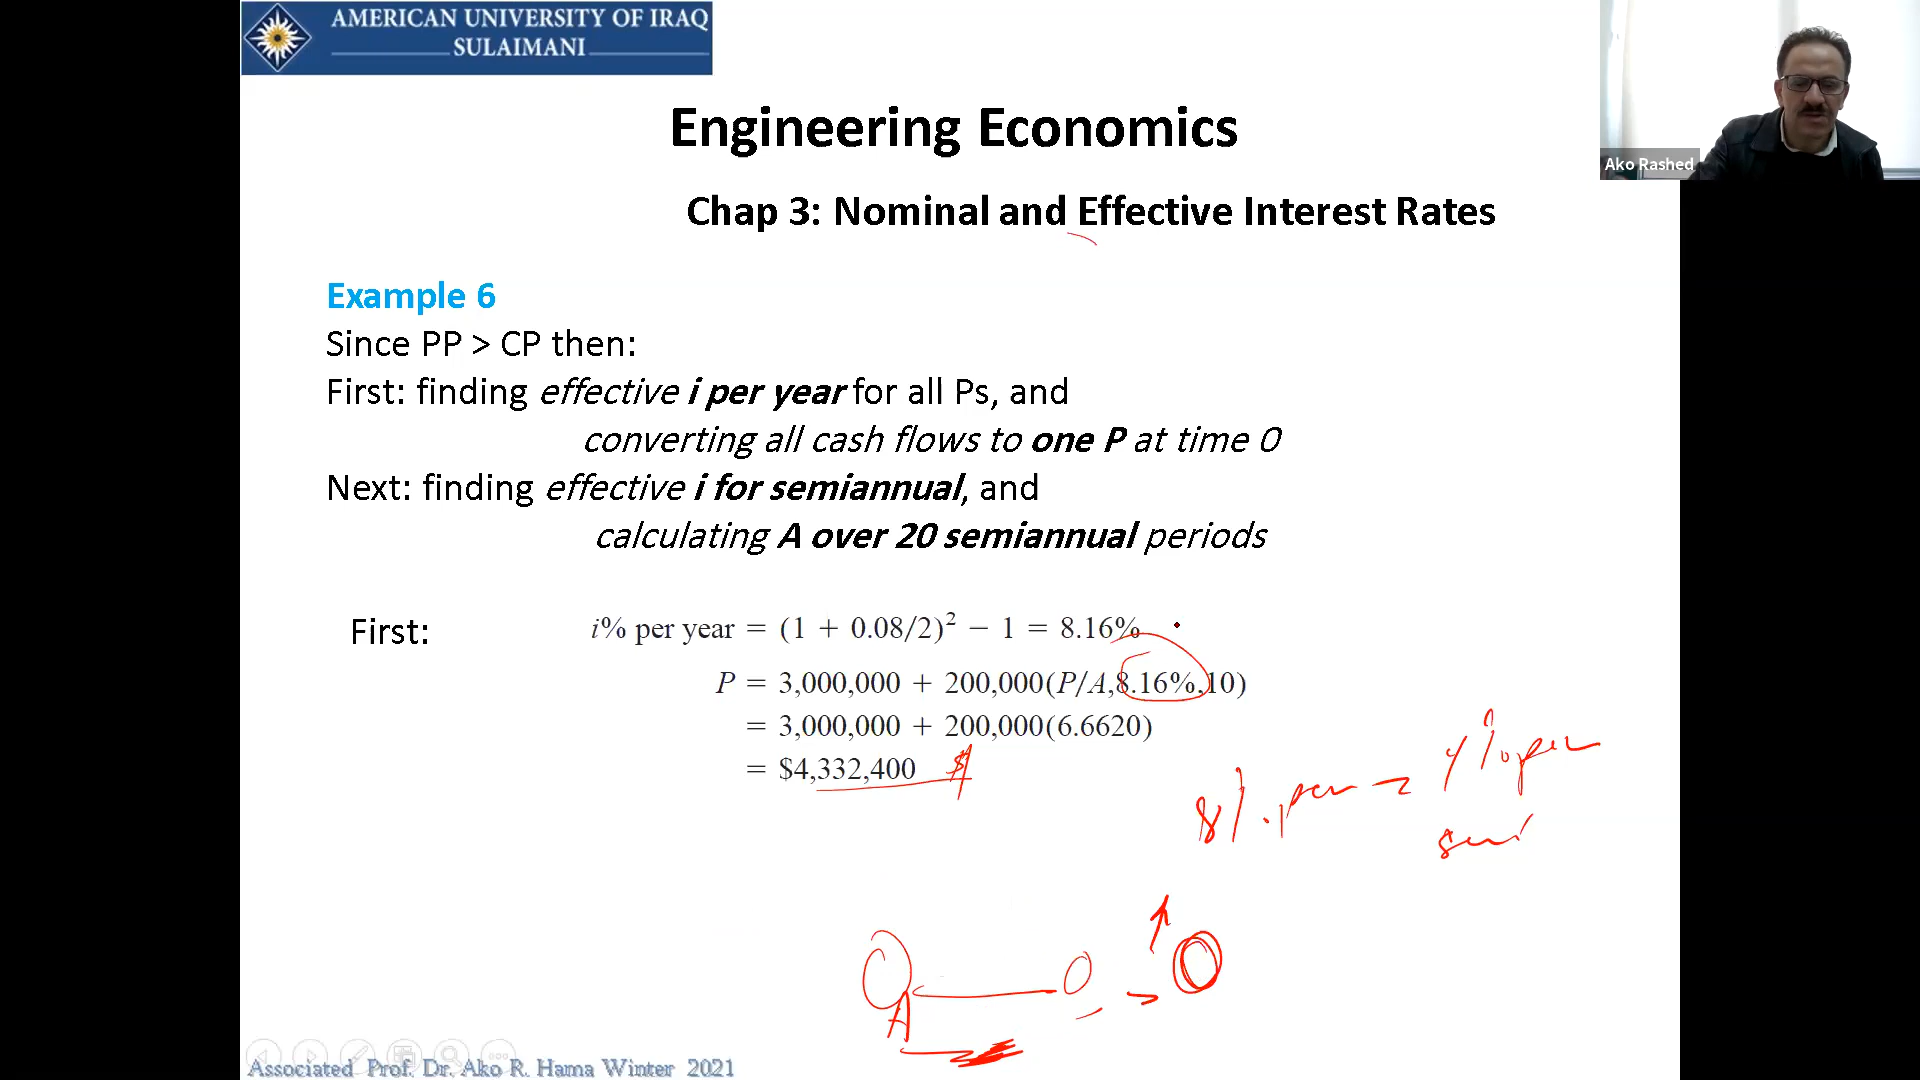 AMERICAN UNIVERSITY OF IRAQ
SULAIMANI
Ako Rashed
Engineering Economics
Chap 3: Nominal and Effective Interest Rates
Example 6
Since PP > CP then:
First: finding effective i per year for all Ps, and
converting all cash flows to one P at time 0
Next: finding effective i for semiannual, and
calculating A over 20 semiannual periods
First:
i% per year = (1 + 0.08/2)² − 1 = 8.16%
P = 3,000,000 + 200,000(P/A,8.16%,10)
= 3,000,000 + 200,000(6.6620)
= $4,332,400 $
8%.per
% per
semi
A
Associated Prof. Dr. Ako R. Hama Winter 2021